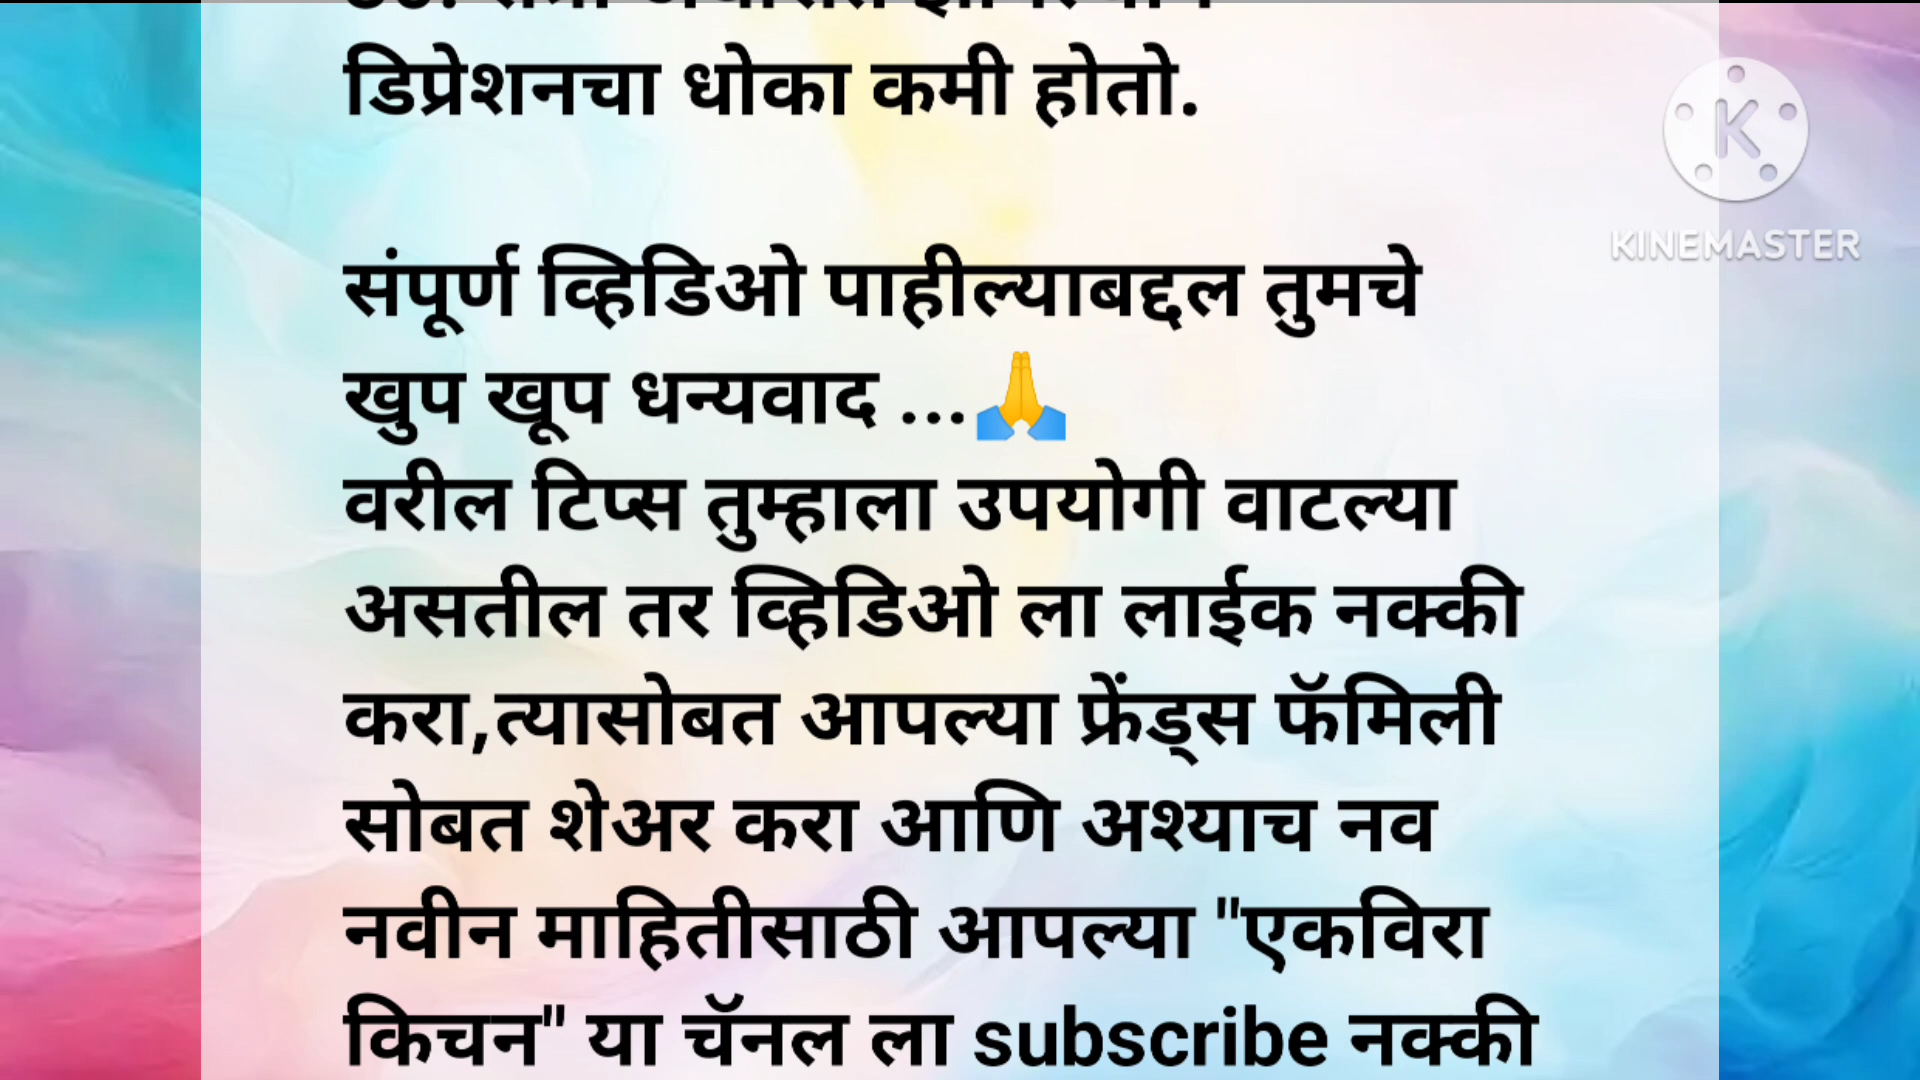 डिप्रेशनचा धोका कमी होतो.
संपूर्ण व्हिडिओ पाहील्याबद्दल तुमचे
खुप खूप धन्यवाद ...🙏
वरील टिप्स तुम्हाला उपयोगी वाटल्या
असतील तर व्हिडिओ ला लाईक नक्की
करा,त्यासोबत आपल्या फ्रेंड्स फॅमिली
सोबत शेअर करा आणि अश्याच नव
नवीन माहितीसाठी आपल्या "एकविरा
किचन" या चॅनल ला subscribe नक्की
K
KINEMASTER